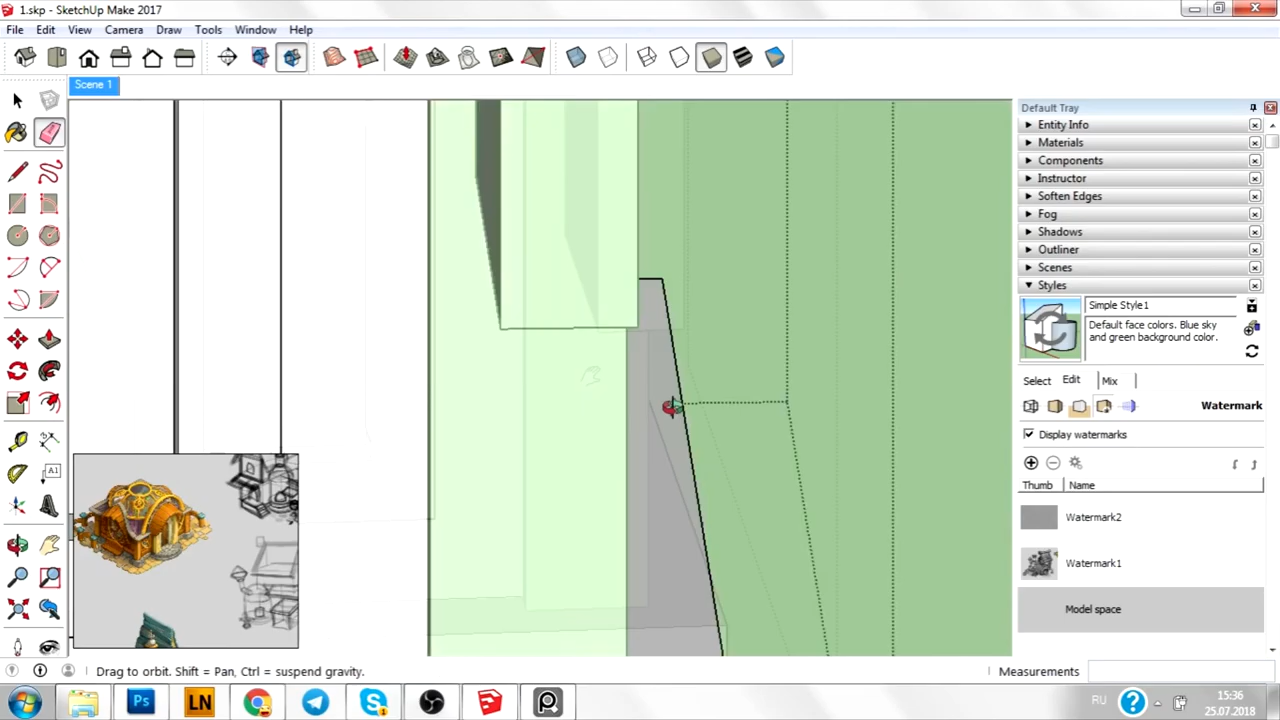 1.skp - SketchUp Make 2017
File Edit View Camera Draw Tools Window Help
Scene 1
Default Tray
Entity Info
Materials
Components
Instructor
Soften Edges
Fog
Shadows
Outliner
Scenes
Styles
Simple Style1
Default face colors. Blue sky
and green background color.
Select Edit Mix
Watermark
Display watermarks
Thumb Name
Watermark2
Watermark1
Model space
A1
Drag to orbit. Shift = Pan, Ctrl = suspend gravity.
Measurements
Ps
LN
RU
15:36
25.07.2018